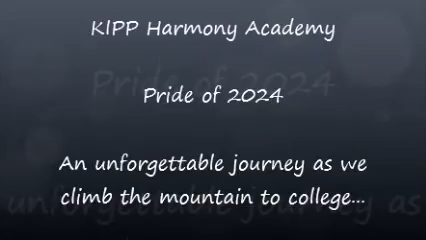 KIPP Harmony Academy
Pride of 2024
An unforgettable journey as we
climb the mountain to college...